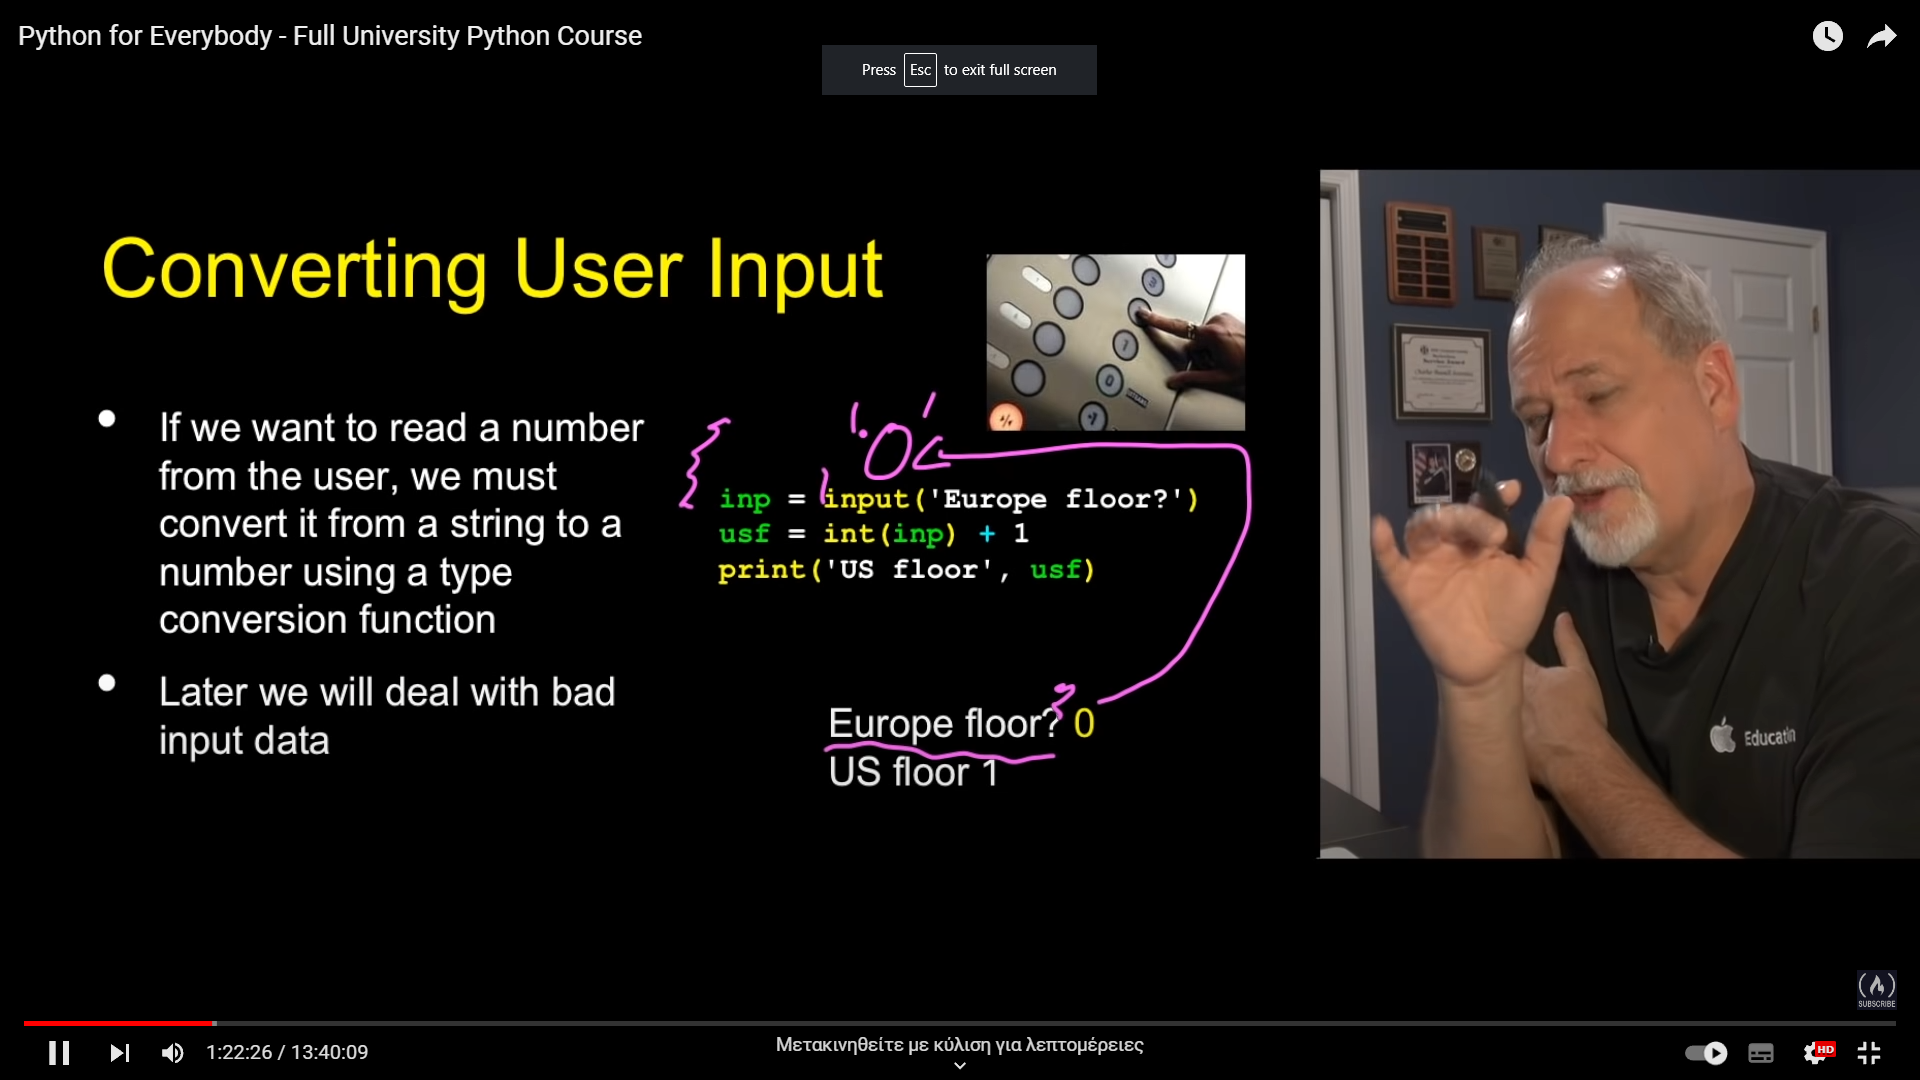 Python for Everybody - Full University Python Course
Press Esc to exit full screen
Converting User Input
If we want to read a number
from the user, we must
convert it from a string to a
number using a type
conversion function
Later we will deal with bad
input data
'0'
inp = input('Europe floor?')
usf = int(inp) + 1
print('US floor', usf)
Europe floor? 0
US floor 1
Educati
SUBSCRIBE
1:22:26 / 13:40:09
Μετακινηθείτε με κύλιση για λεπτομέρειες
HD